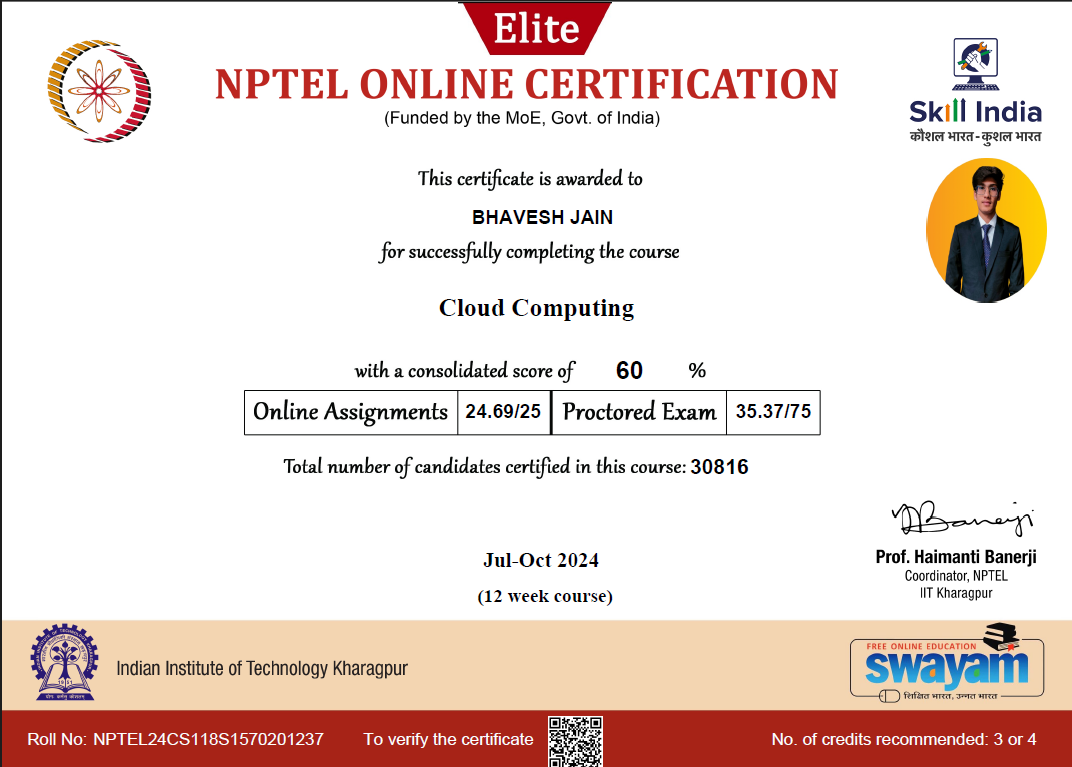 Elite
NPTEL ONLINE CERTIFICATION
(Funded by the MoE, Govt. of India)
Skill India
कौशल भारत - कुशल भारत
This certificate is awarded to
BHAVESH JAIN
for successfully completing the course
Cloud Computing
with a consolidated score of 60 %
Online Assignments 24.69/25 Proctored Exam 35.37/75
Total number of candidates certified in this course: 30816
Jul-Oct 2024
(12 week course)
Prof. Haimanti Banerji
Coordinator, NPTEL
IIT Kharagpur
Indian Institute of Technology Kharagpur
FREE ONLINE EDUCATION
swayam
शिक्षित भारत, उन्नत भारत
Roll No: NPTEL24CS118S1570201237 To verify the certificate No. of credits recommended: 3 or 4